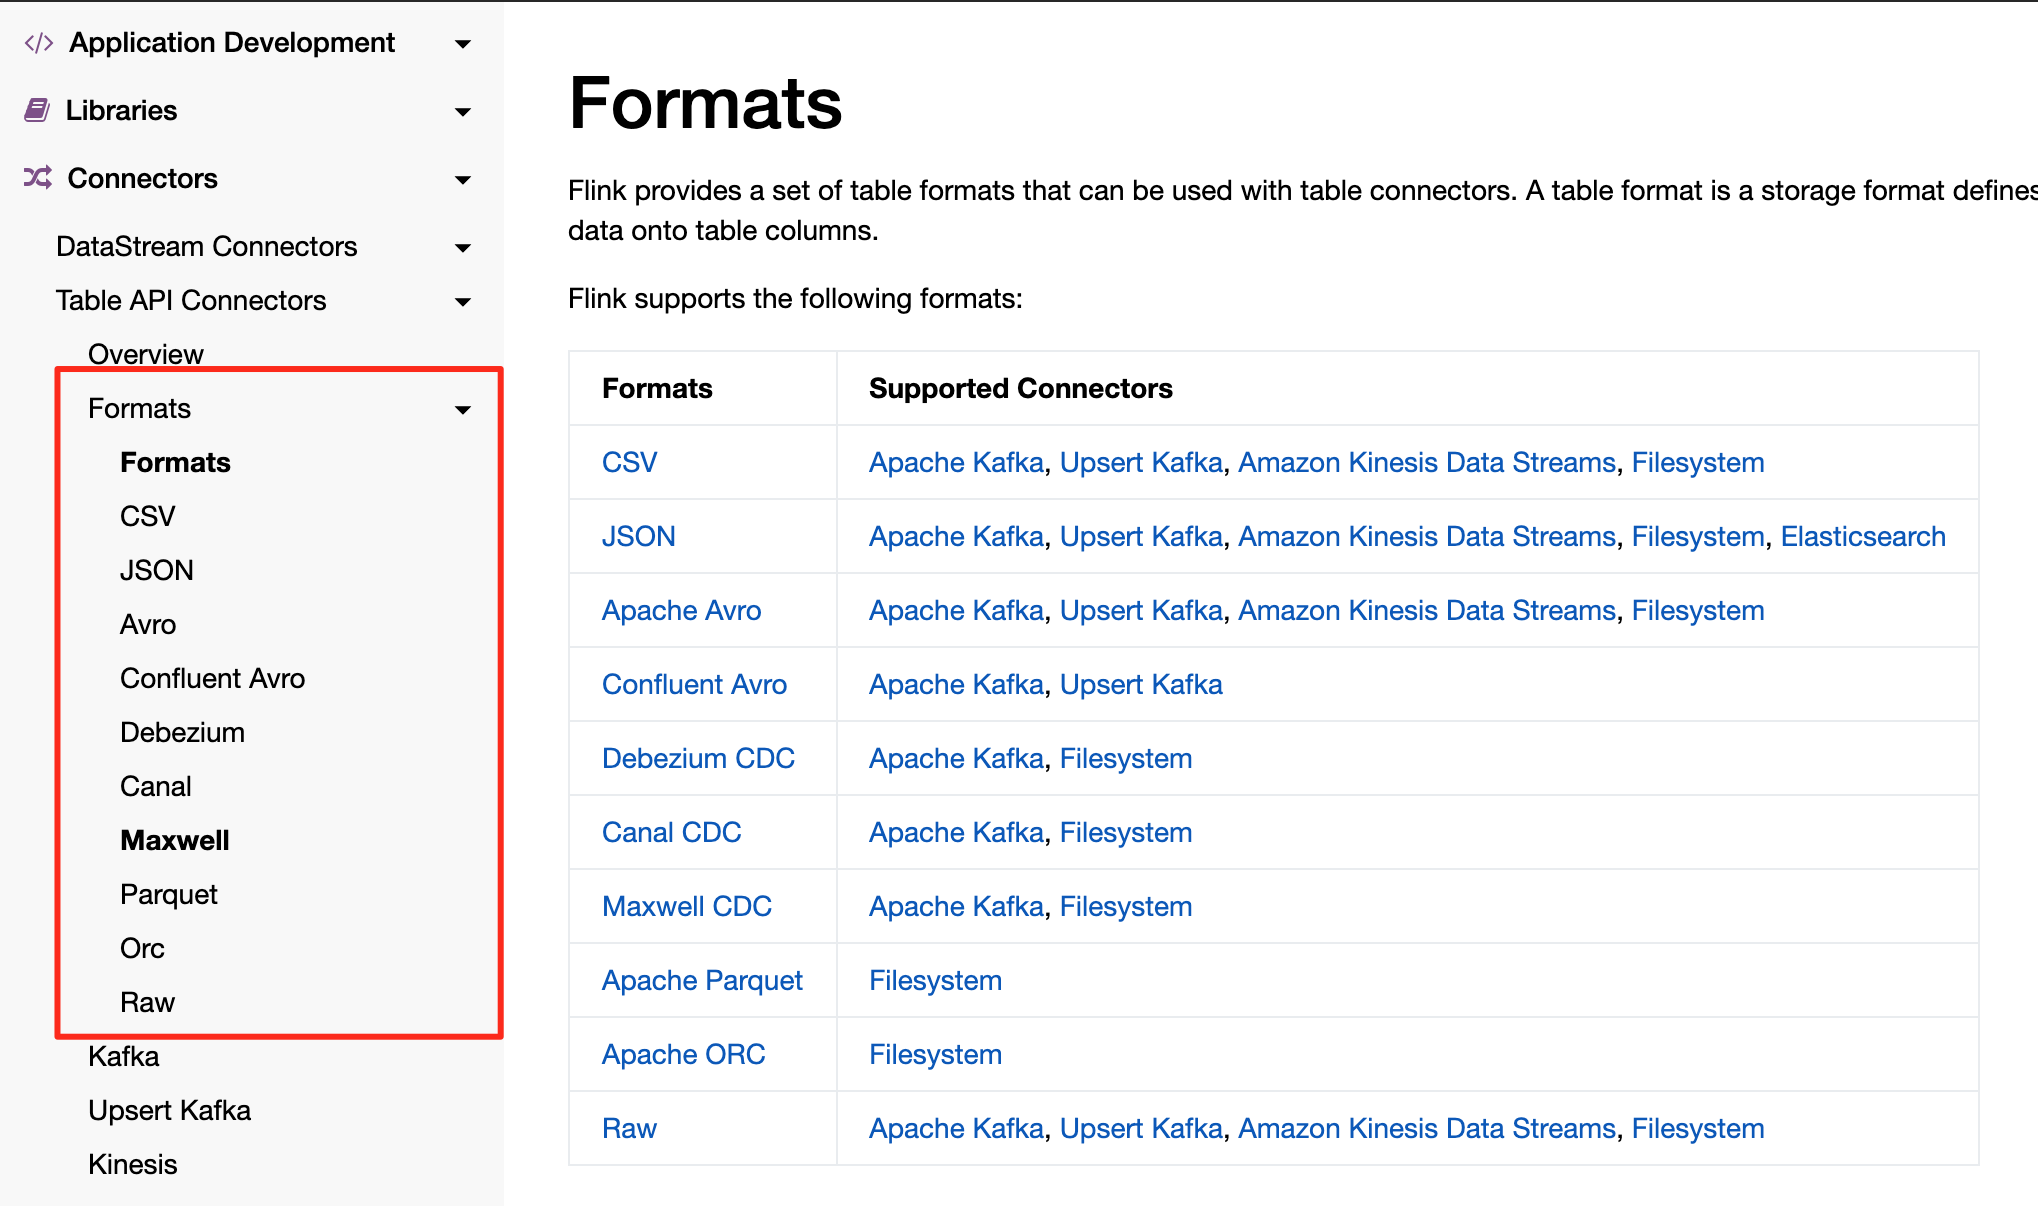 Application Development
Libraries
Connectors
DataStream Connectors
Table API Connectors
Overview
Formats
Formats
CSV
JSON
Avro
Confluent Avro
Debezium
Canal
Maxwell
Parquet
Orc
Raw
Kafka
Upsert Kafka
Kinesis
Formats
Flink provides a set of table formats that can be used with table connectors. A table format is a storage format defines
data onto table columns.
Flink supports the following formats:
Formats Supported Connectors
CSV Apache Kafka, Upsert Kafka, Amazon Kinesis Data Streams, Filesystem
JSON Apache Kafka, Upsert Kafka, Amazon Kinesis Data Streams, Filesystem, Elasticsearch
Apache Avro Apache Kafka, Upsert Kafka, Amazon Kinesis Data Streams, Filesystem
Confluent Avro Apache Kafka, Upsert Kafka
Debezium CDC Apache Kafka, Filesystem
Canal CDC Apache Kafka, Filesystem
Maxwell CDC Apache Kafka, Filesystem
Apache Parquet Filesystem
Apache ORC Filesystem
Raw Apache Kafka, Upsert Kafka, Amazon Kinesis Data Streams, Filesystem